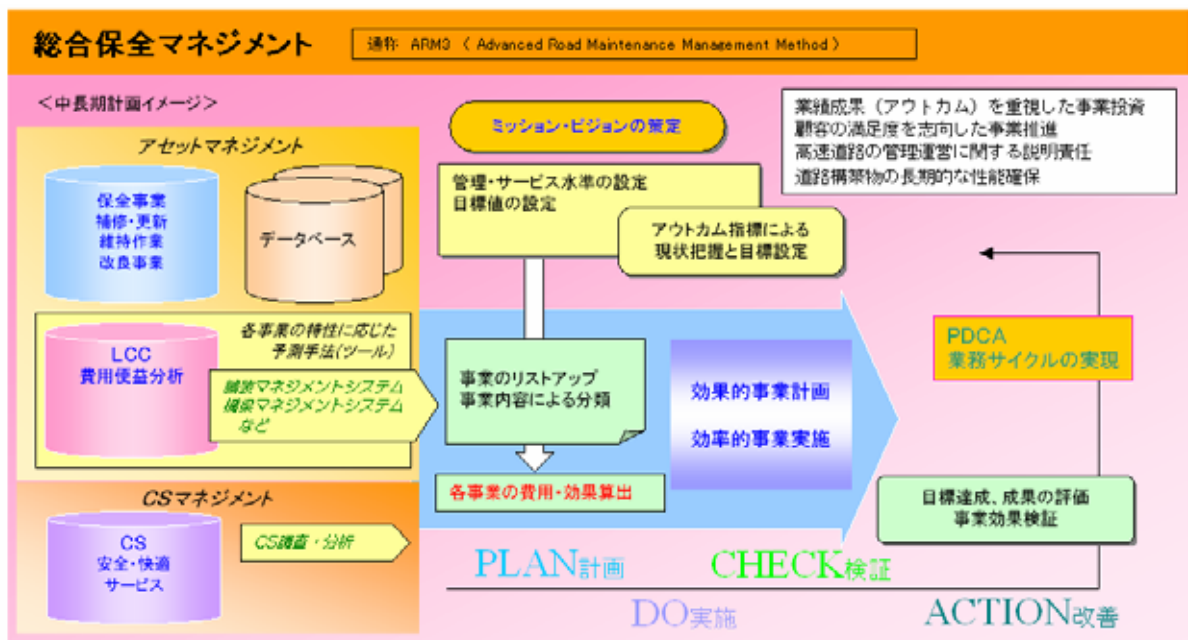 総合保全マネジメント
通称 ARM3 ( Advanced Road Maintenance Management Method )
<中長期計画イメージ>
アセットマネジメント
保全事業
補修・更新
維持作業
改良事業
データベース
LCC
費用便益分析
各事業の特性に応じた
予測手法(ツール)
舗装マネジメントシステム
橋梁マネジメントシステム
など
CSマネジメント
CS
安全・快適
サービス
CS調査・分析
ミッション・ビジョンの策定
管理・サービス水準の設定
目標値の設定
アウトカム指標による
現状把握と目標設定
事業のリストアップ
事業内容による分類
各事業の費用・効果算出
効果的事業計画
効率的事業実施
業績成果(アウトカム)を重視した事業投資
顧客の満足度を志向した事業推進
高速道路の管理運営に関する説明責任
道路構築物の長期的な性能確保
PDCA
業務サイクルの実現
目標達成、成果の評価
事業効果検証
PLAN計画
CHECK検証
DO実施
ACTION改善